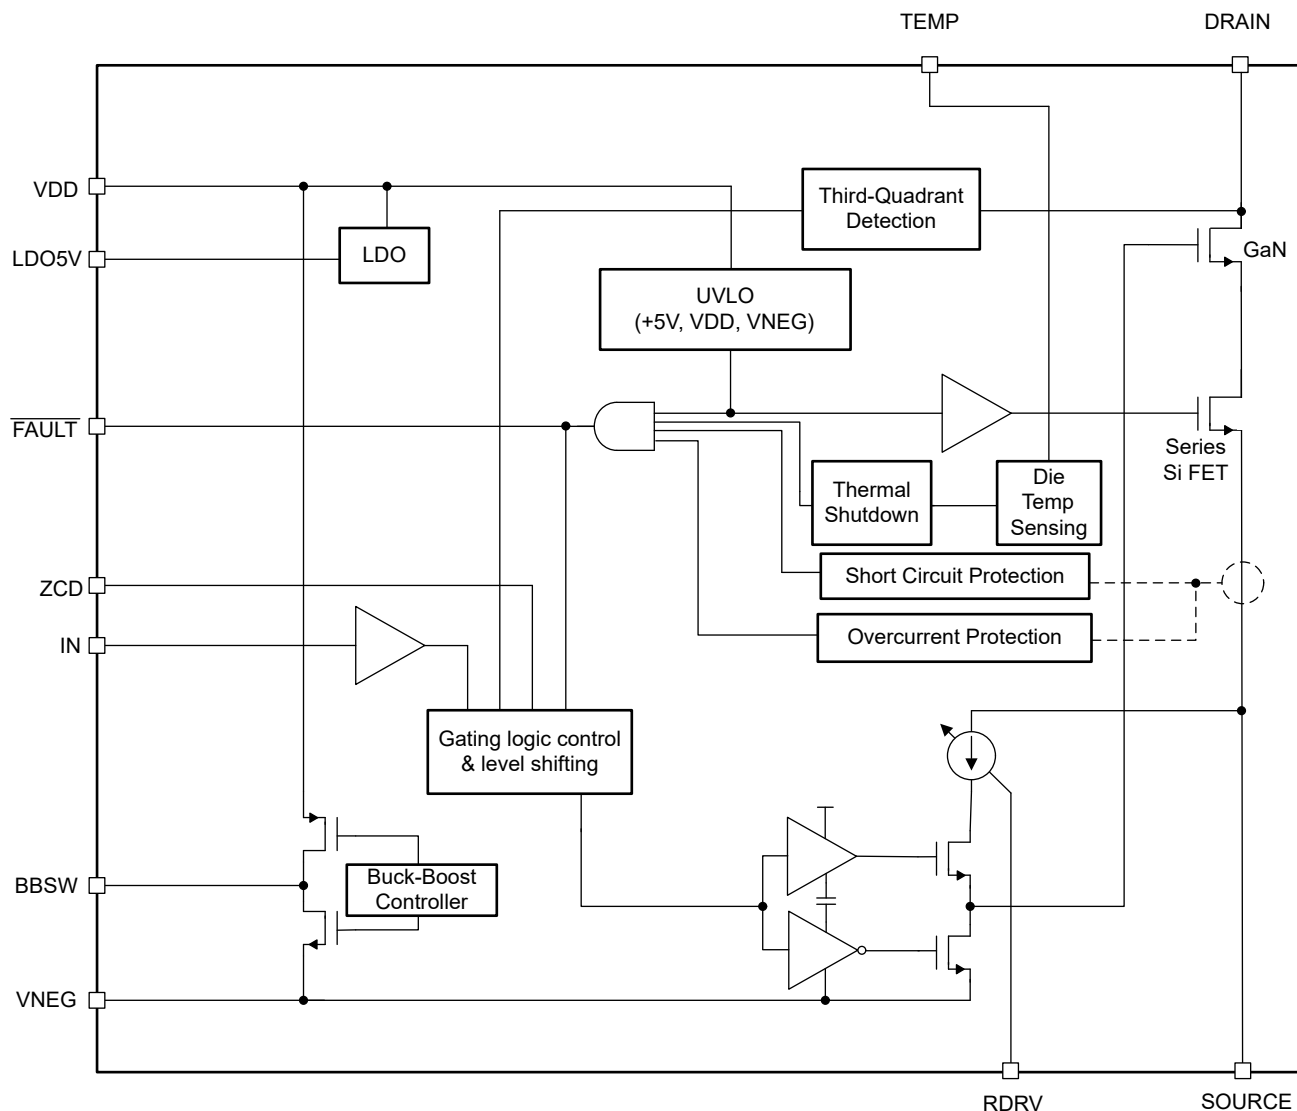 TEMP
DRAIN
VDD
Third-Quadrant
Detection
LDO5V
LDO
GaN
UVLO
(+5V, VDD, VNEG)
FAULT
Series
Si FET
Thermal
Shutdown
Die
Temp
Sensing
Short Circuit Protection
ZCD
IN
Overcurrent Protection
Gating logic control
& level shifting
BBSW
Buck-Boost
Controller
VNEG
RDRV
SOURCE